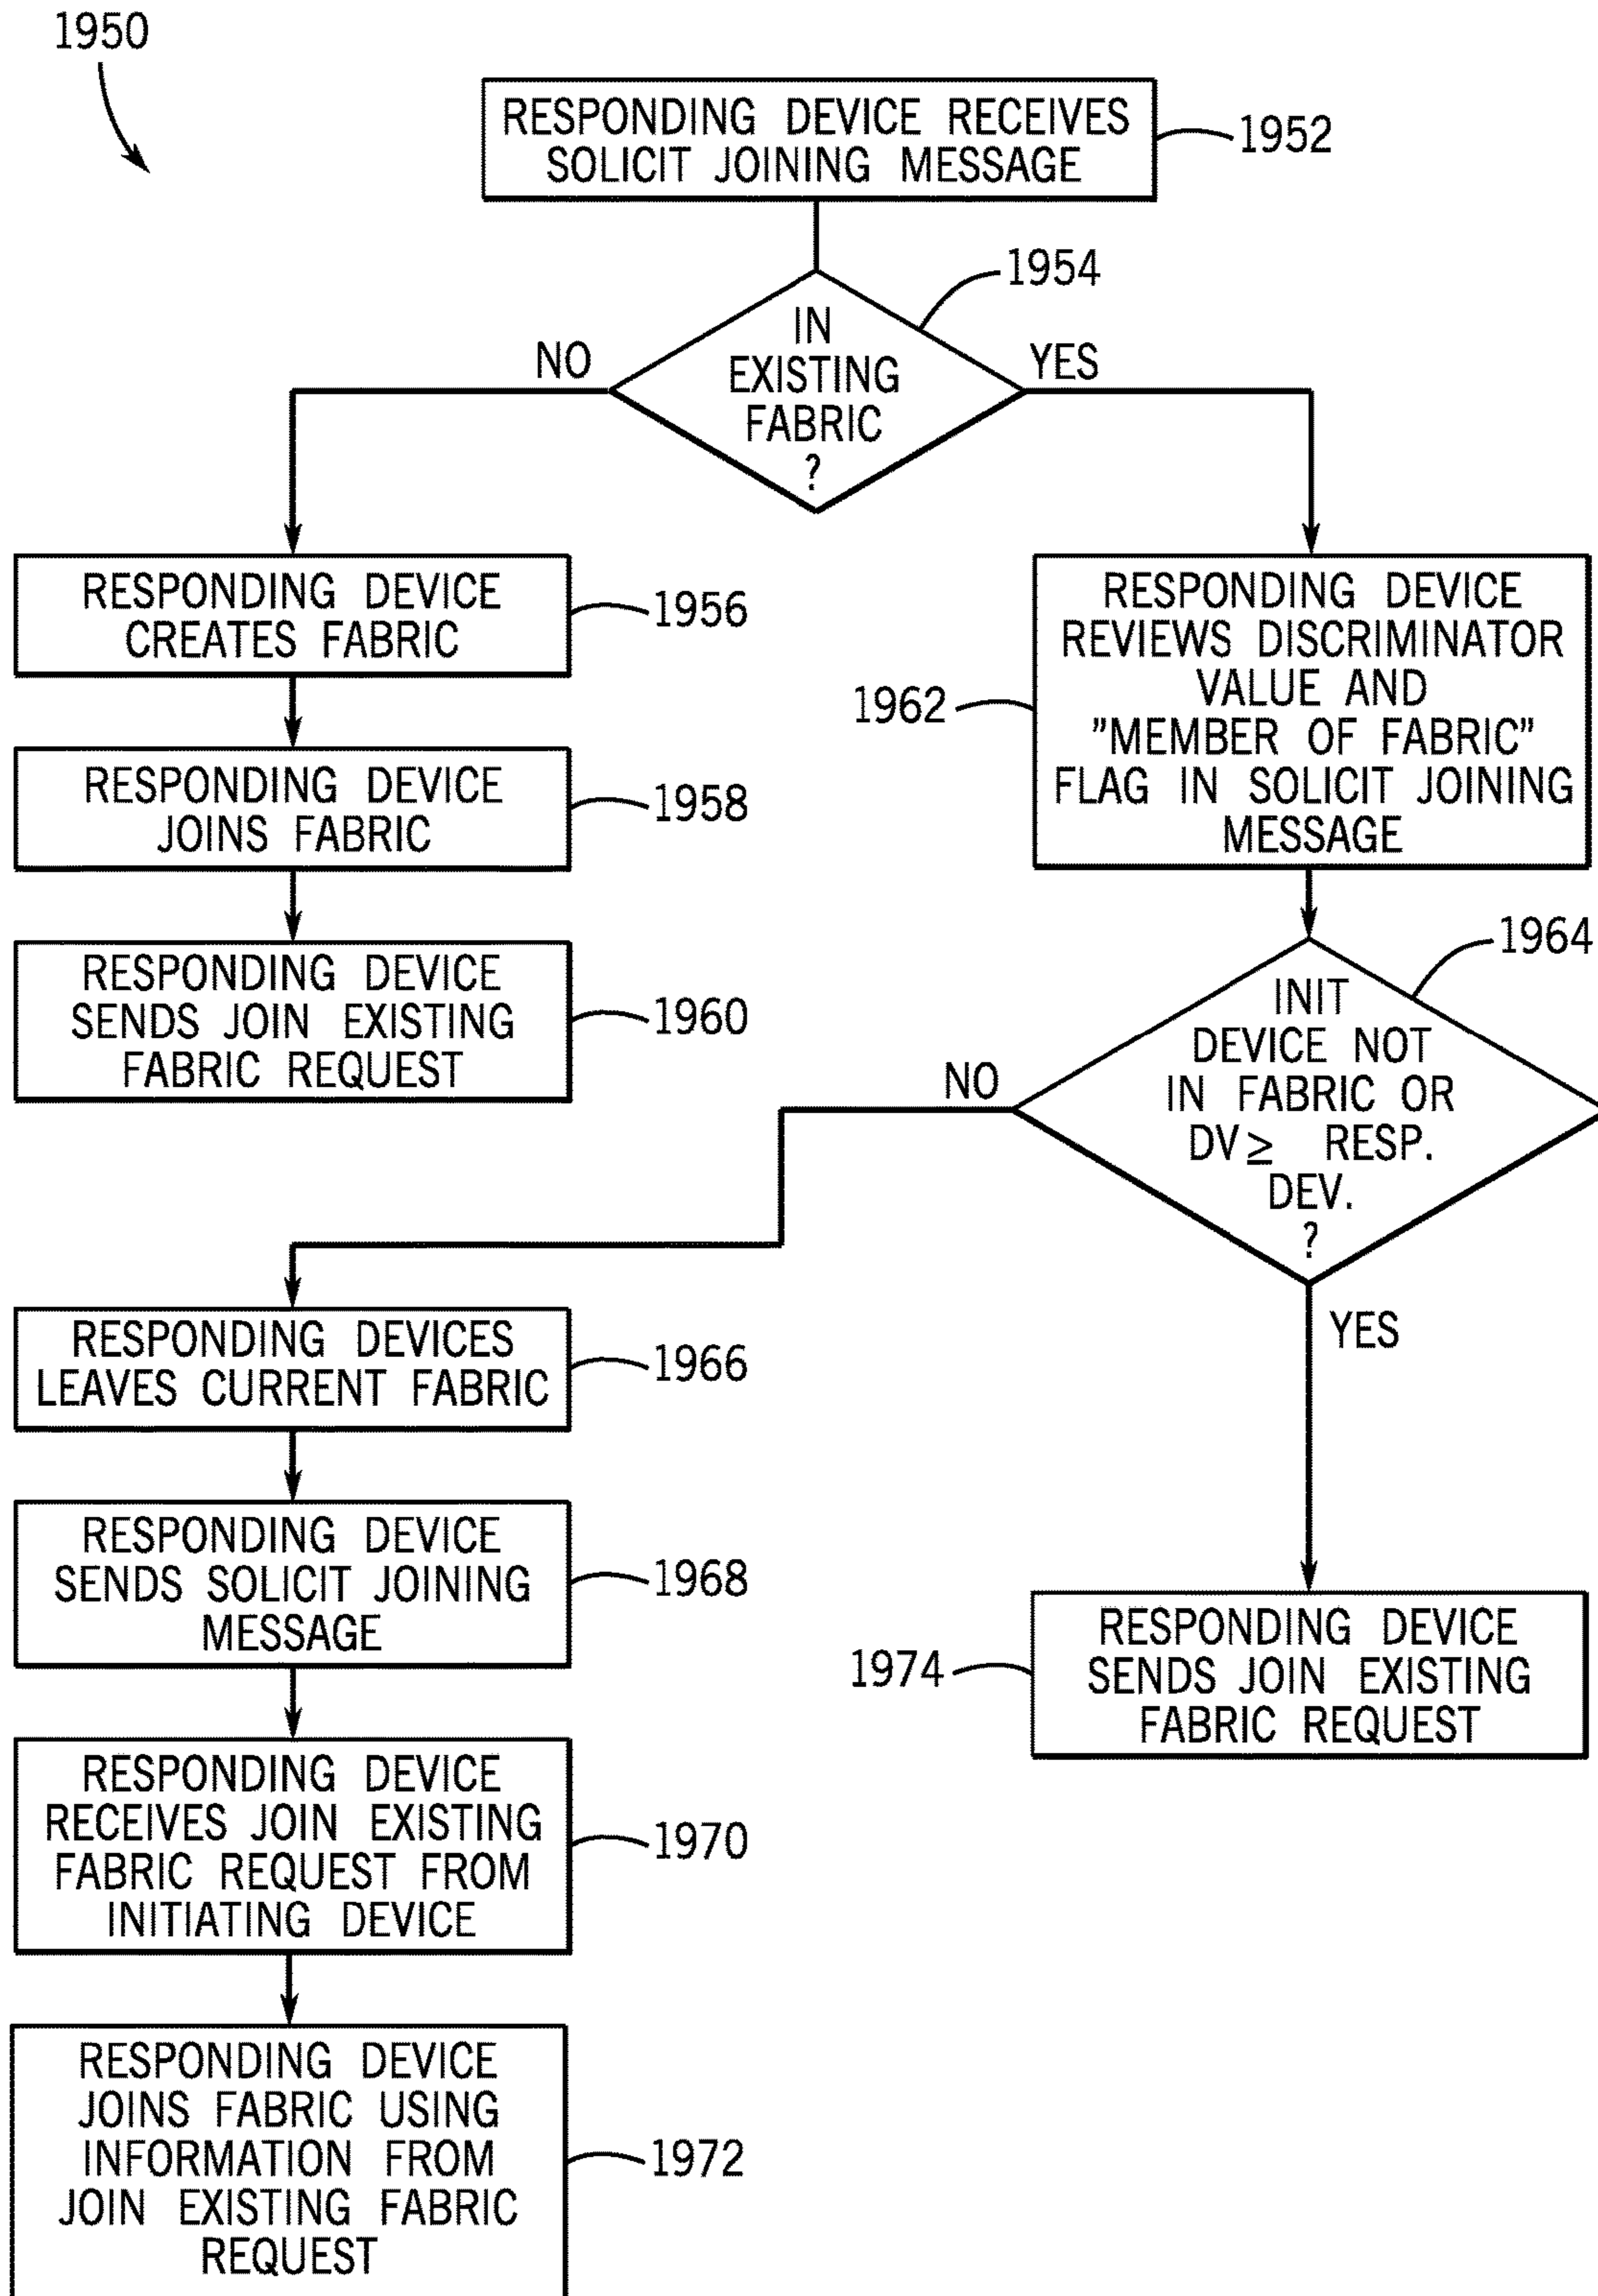 1950
RESPONDING DEVICE RECEIVES
SOLICIT JOINING MESSAGE
1952
1954
IN
EXISTING
FABRIC
?
NO
YES
RESPONDING DEVICE
CREATES FABRIC
1956
RESPONDING DEVICE
JOINS FABRIC
1958
RESPONDING DEVICE
SENDS JOIN EXISTING
FABRIC REQUEST
1960
RESPONDING DEVICE
REVIEWS DISCRIMINATOR
VALUE AND
"MEMBER OF FABRIC"
FLAG IN SOLICIT JOINING
MESSAGE
1962
1964
INIT
DEVICE NOT
IN FABRIC OR
DV≥ RESP.
DEV.
?
NO
YES
RESPONDING DEVICES
LEAVES CURRENT FABRIC
1966
RESPONDING DEVICE
SENDS SOLICIT JOINING
MESSAGE
1968
RESPONDING DEVICE
RECEIVES JOIN EXISTING
FABRIC REQUEST FROM
INITIATING DEVICE
1970
RESPONDING DEVICE
JOINS FABRIC USING
INFORMATION FROM
JOIN EXISTING FABRIC
REQUEST
1972
1974
RESPONDING DEVICE
SENDS JOIN EXISTING
FABRIC REQUEST